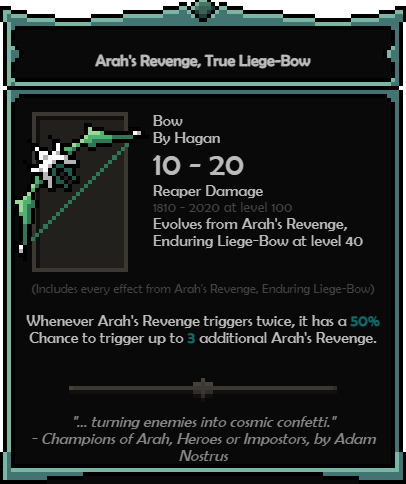 Arah's Revenge, True Liege-Bow
Bow
By Hagan
10 - 20
Reaper Damage
1810 - 2020 at level 100
Evolves from Arah's Revenge,
Enduring Liege-Bow at level 40
(Includes every effect from Arah's Revenge, Enduring Liege-Bow)
Whenever Arah's Revenge triggers twice, it has a 50%
Chance to trigger up to 3 additional Arah's Revenge.
"... turning enemies into cosmic confetti."
- Champions of Arah, Heroes or Impostors, by Adam
Nostrus